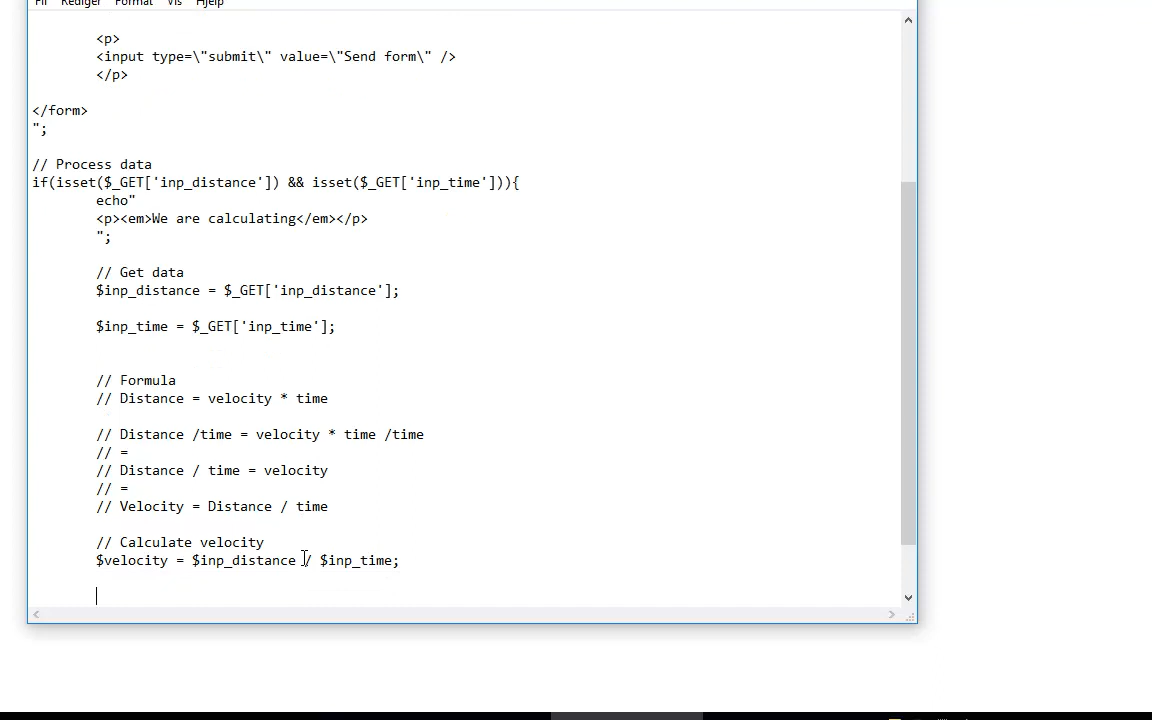 Fil Rediger Format Vis Hjelp
<p>
<input type=\"submit\" value=\"Send form\" />
</p>
</form>
";
// Process data
if(isset($_GET['inp_distance']) && isset($_GET['inp_time'])){
echo"
<p><em>We are calculating</em></p>
";
// Get data
$inp_distance = $_GET['inp_distance'];
$inp_time = $_GET['inp_time'];
// Formula
// Distance = velocity * time
// Distance /time = velocity * time /time
// =
// Distance / time = velocity
// =
// Velocity = Distance / time
// Calculate velocity
$velocity = $inp_distance / $inp_time;